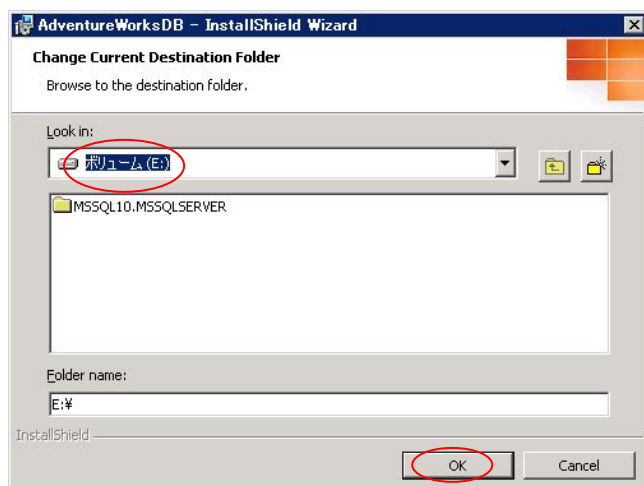 AdventureWorksDB - InstallShield Wizard
Change Current Destination Folder
Browse to the destination folder.
Look in:
ボリューム (E:)
MSSQL10.MSSQLSERVER
Folder name:
E:¥
InstallShield
OK
Cancel